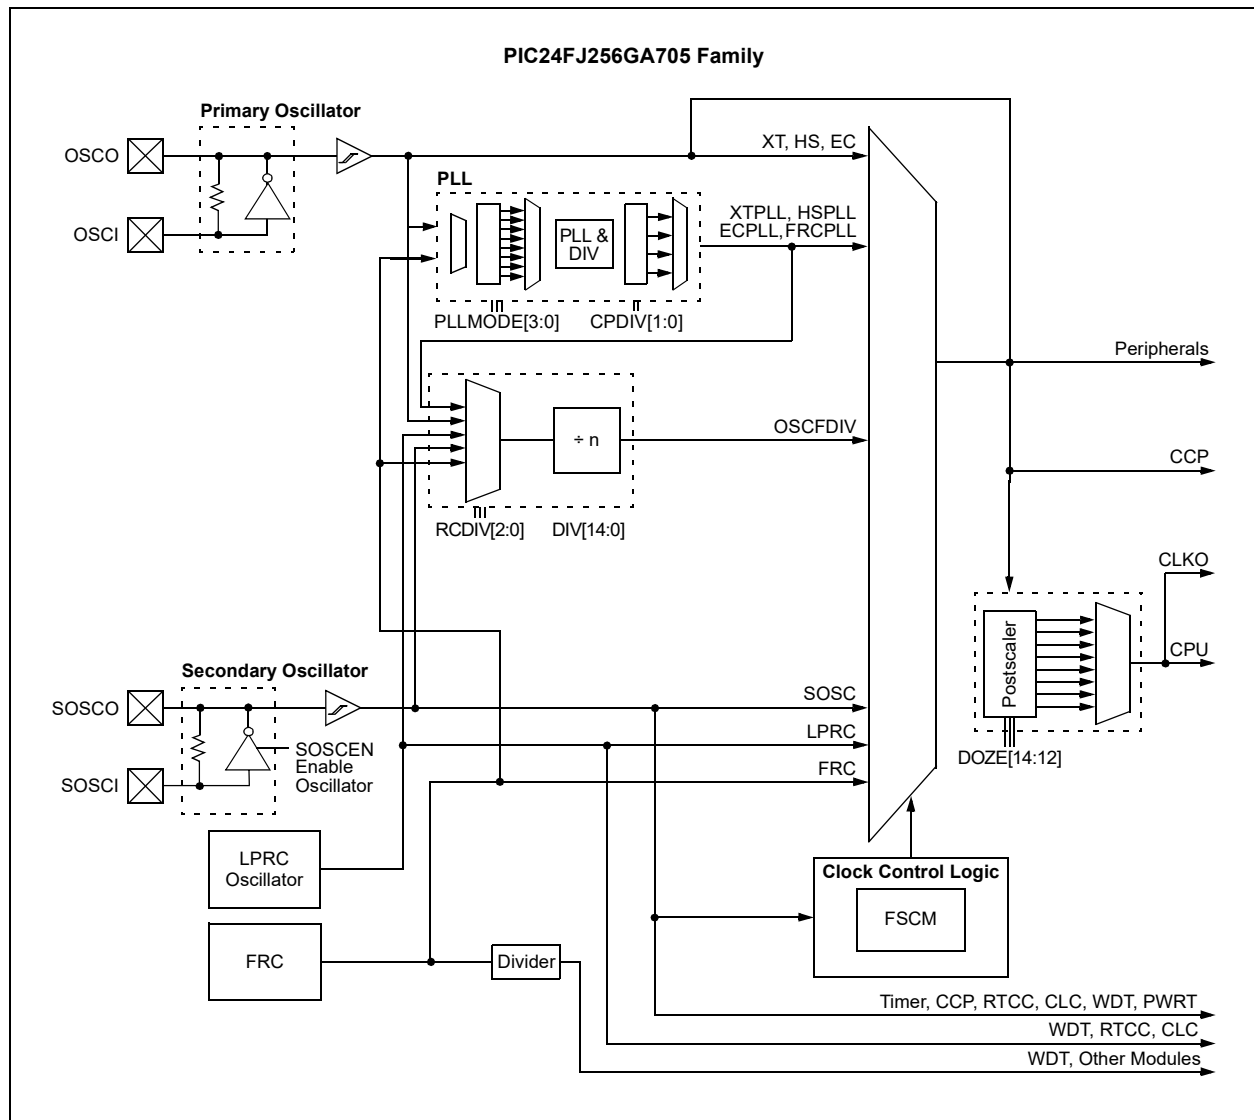 PIC24FJ256GA705 Family
Primary Oscillator
OSCO
XT, HS, EC
PLL
XTPLL, HSPLL
ECPLL,FRCPLL
OSCI
PLL &
DIV
PLLMODE[3:0]
CPDIV[1:0]
Peripherals
÷ n
OSCFDIV
CCP
RCDIV[2:0]
DIV[14:0]
CLKO
Postscaler
CPU
DOZE[14:12]
Secondary Oscillator
SOSCO
SOSC
SOSCEN
Enable
Oscillator
LPRC
SOSCI
FRC
LPRC
Oscillator
Clock Control Logic
FSCM
FRC
Divider
Timer, CCP, RTCC, CLC, WDT, PWRT
WDT, RTCC, CLC
WDT, Other Modules